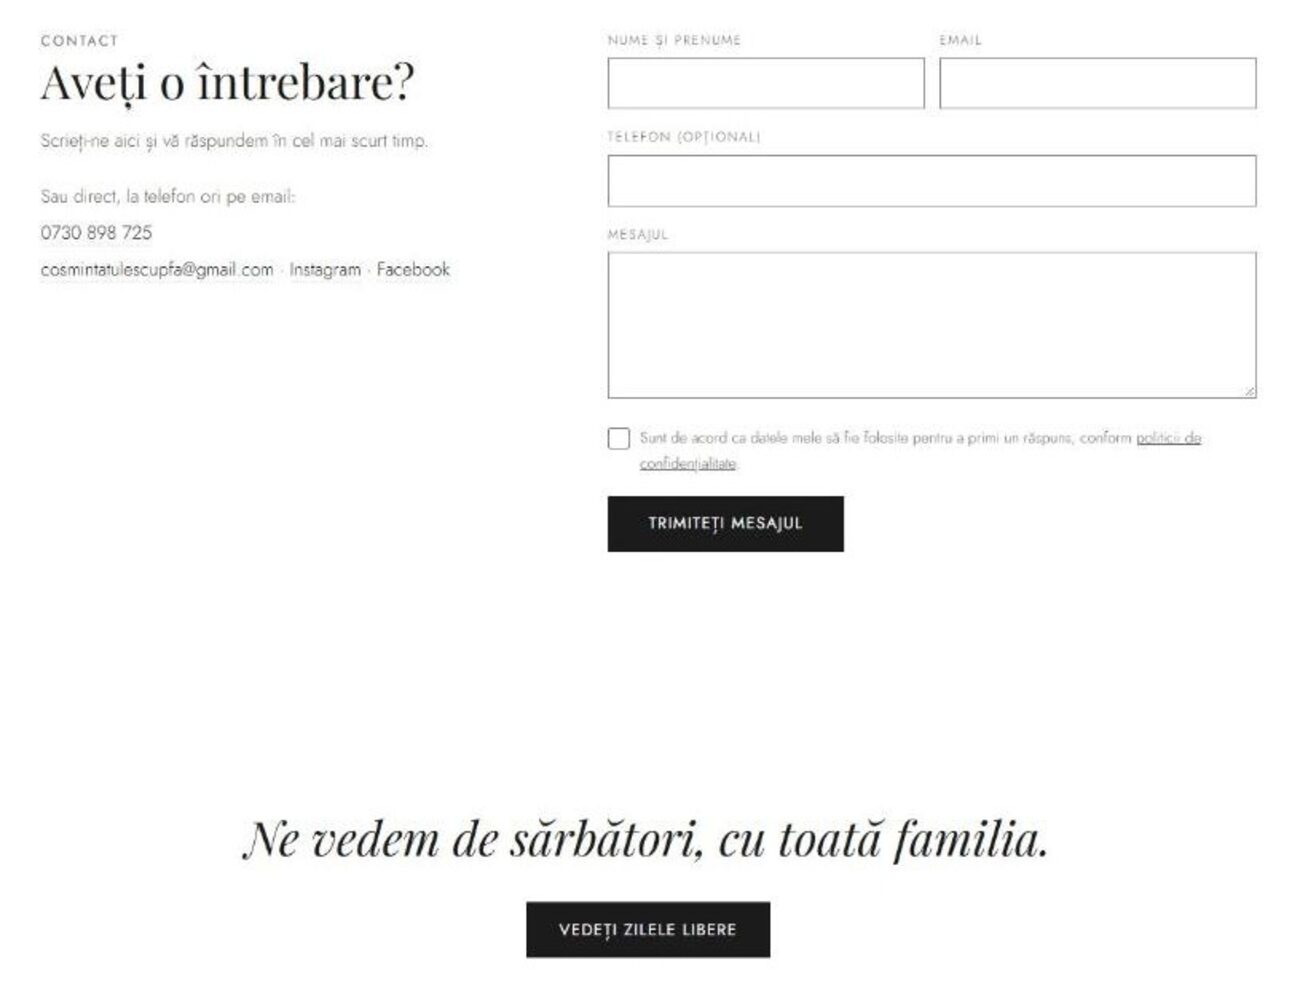 CONTACT
Aveți o întrebare?
Scrieți-ne aici și vă răspundem în cel mai scurt timp.
Sau direct, la telefon ori pe email:
0730 898 725
cosmintatulescupfa@gmail.com · Instagram · Facebook
NUME ȘI PRENUME
EMAIL
TELEFON (OPȚIONAL)
MESAJUL
Sunt de acord ca datele mele să fie folosite pentru a primi un răspuns, conform politicii de
confidențialitate.
TRIMITEȚI MESAJUL
Ne vedem de sărbători, cu toată familia.
VEDEȚI ZILELE LIBERE